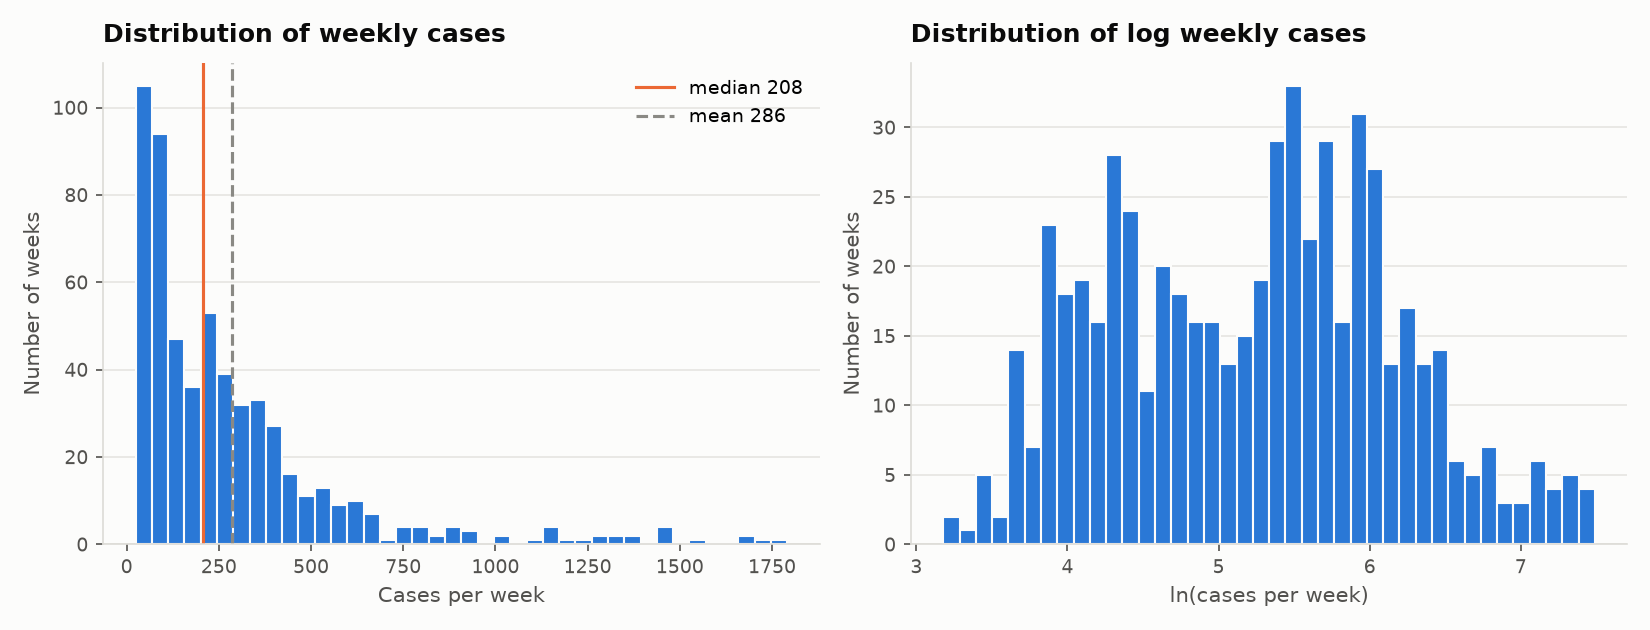 Distribution of weekly cases
median 208
mean 286
Number of weeks
100
80
60
40
20
0
0 250 500 750 1000 1250 1500 1750
Cases per week
Distribution of log weekly cases
Number of weeks
30
25
20
15
10
5
0
3 4 5 6 7
ln(cases per week)